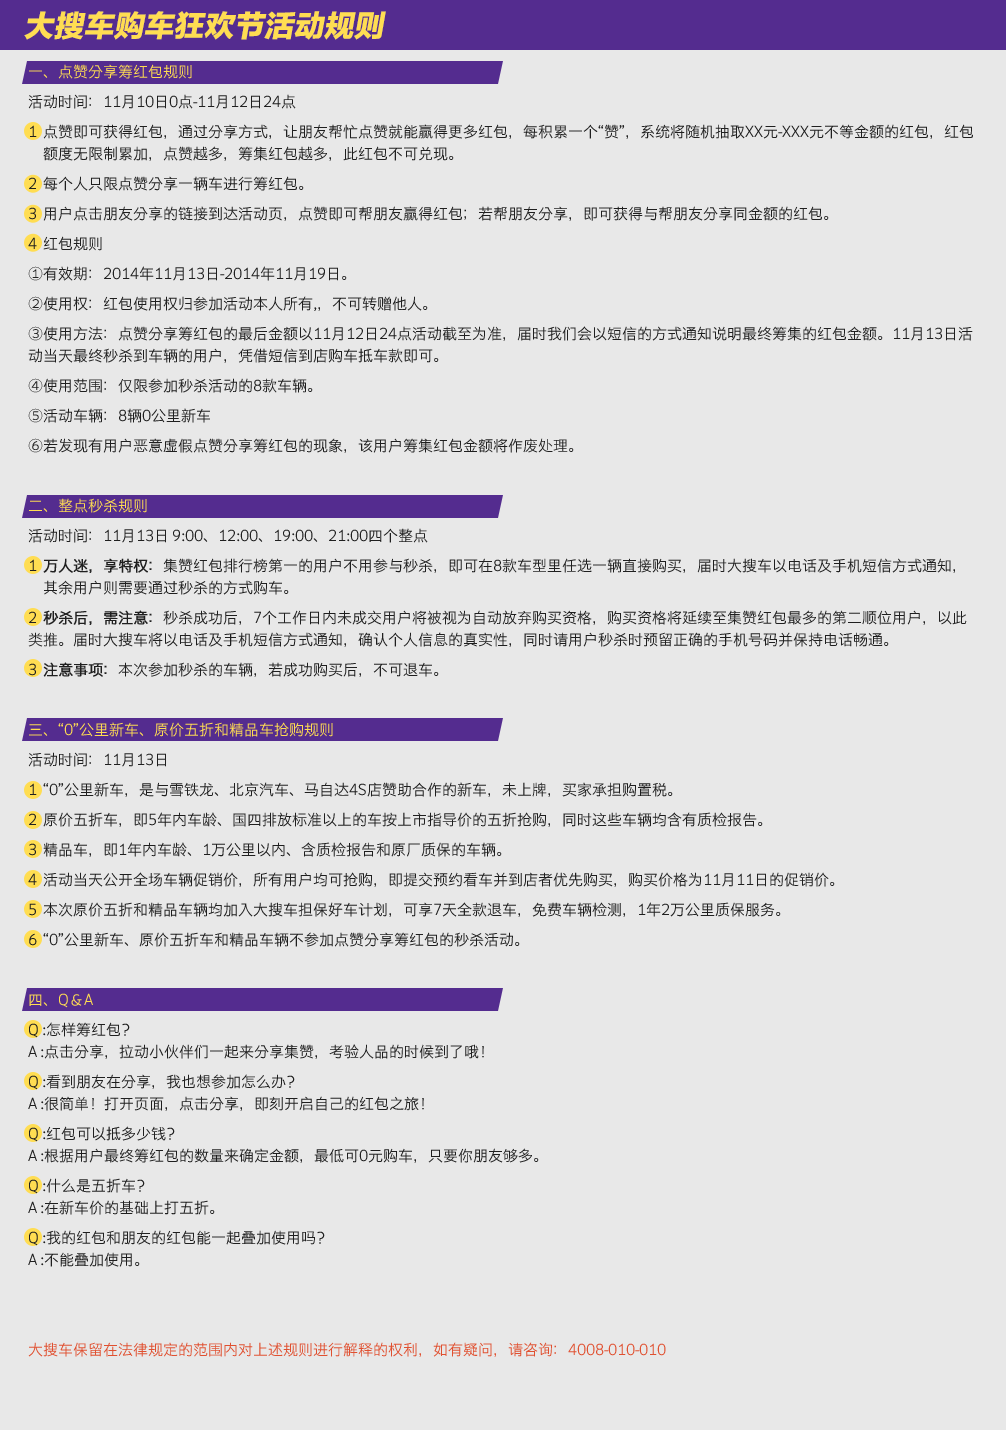 大搜车购车狂欢节活动规则
一、点赞分享筹红包规则
活动时间：11月10日0点-11月12日24点
1 点赞即可获得红包，通过分享方式，让朋友帮忙点赞就能赢得更多红包，每积累一个“赞”，系统将随机抽取XX元-XXX元不等金额的红包，红包
额度无限制累加，点赞越多，筹集红包越多，此红包不可兑现。
2 每个人只限点赞分享一辆车进行筹红包。
3 用户点击朋友分享的链接到达活动页，点赞即可帮朋友赢得红包；若帮朋友分享，即可获得与帮朋友分享同金额的红包。
4 红包规则
①有效期：2014年11月13日-2014年11月19日。
②使用权：红包使用权归参加活动本人所有,，不可转赠他人。
③使用方法：点赞分享筹红包的最后金额以11月12日24点活动截至为准，届时我们会以短信的方式通知说明最终筹集的红包金额。11月13日活
动当天最终秒杀到车辆的用户，凭借短信到店购车抵车款即可。
④使用范围：仅限参加秒杀活动的8款车辆。
⑤活动车辆：8辆0公里新车
⑥若发现有用户恶意虚假点赞分享筹红包的现象，该用户筹集红包金额将作废处理。
二、整点秒杀规则
活动时间：11月13日 9:00、12:00、19:00、21:00四个整点
1 万人迷，享特权：集赞红包排行榜第一的用户不用参与秒杀，即可在8款车型里任选一辆直接购买，届时大搜车以电话及手机短信方式通知，
其余用户则需要通过秒杀的方式购车。
2 秒杀后，需注意：秒杀成功后，7个工作日内未成交用户将被视为自动放弃购买资格，购买资格将延续至集赞红包最多的第二顺位用户，以此
类推。届时大搜车将以电话及手机短信方式通知，确认个人信息的真实性，同时请用户秒杀时预留正确的手机号码并保持电话畅通。
3 注意事项：本次参加秒杀的车辆，若成功购买后，不可退车。
三、“0”公里新车、原价五折和精品车抢购规则
活动时间：11月13日
1 “0”公里新车，是与雪铁龙、北京汽车、马自达4S店赞助合作的新车，未上牌，买家承担购置税。
2 原价五折车，即5年内车龄、国四排放标准以上的车按上市指导价的五折抢购，同时这些车辆均含有质检报告。
3 精品车，即1年内车龄、1万公里以内、含质检报告和原厂质保的车辆。
4 活动当天公开全场车辆促销价，所有用户均可抢购，即提交预约看车并到店者优先购买，购买价格为11月11日的促销价。
5 本次原价五折和精品车辆均加入大搜车担保好车计划，可享7天全款退车，免费车辆检测，1年2万公里质保服务。
6 “0”公里新车、原价五折车和精品车辆不参加点赞分享筹红包的秒杀活动。
四、Q&A
Q:怎样筹红包？
A:点击分享，拉动小伙伴们一起来分享集赞，考验人品的时候到了哦！
Q:看到朋友在分享，我也想参加怎么办？
A:很简单！打开页面，点击分享，即刻开启自己的红包之旅！
Q:红包可以抵多少钱？
A:根据用户最终筹红包的数量来确定金额，最低可0元购车，只要你朋友够多。
Q:什么是五折车？
A:在新车价的基础上打五折。
Q:我的红包和朋友的红包能一起叠加使用吗？
A:不能叠加使用。
大搜车保留在法律规定的范围内对上述规则进行解释的权利，如有疑问，请咨询：4008-010-010